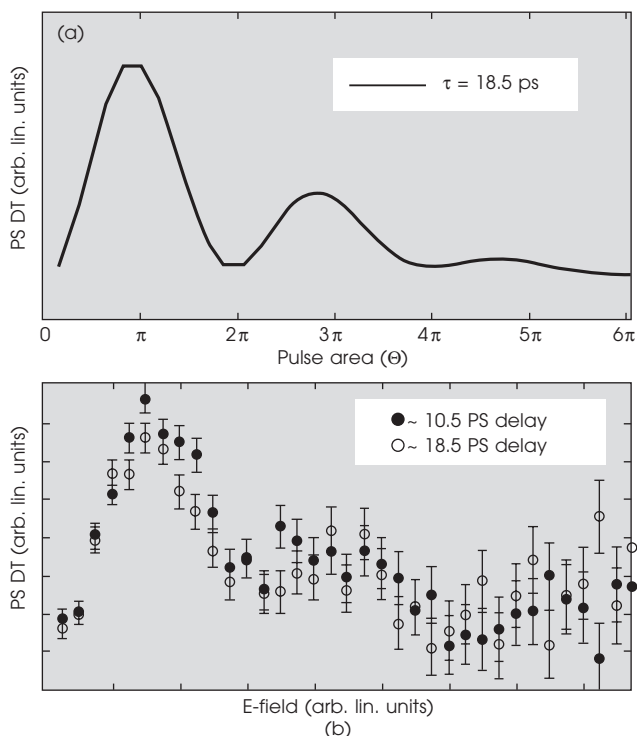 (a)
τ = 18.5 ps
PS DT (arb. lin. units)
0 π 2π 3π 4π 5π 6π
Pulse area (Θ)
~ 10.5 PS delay
~ 18.5 PS delay
PS DT (arb. lin. units)
E-field (arb. lin. units)
(b)